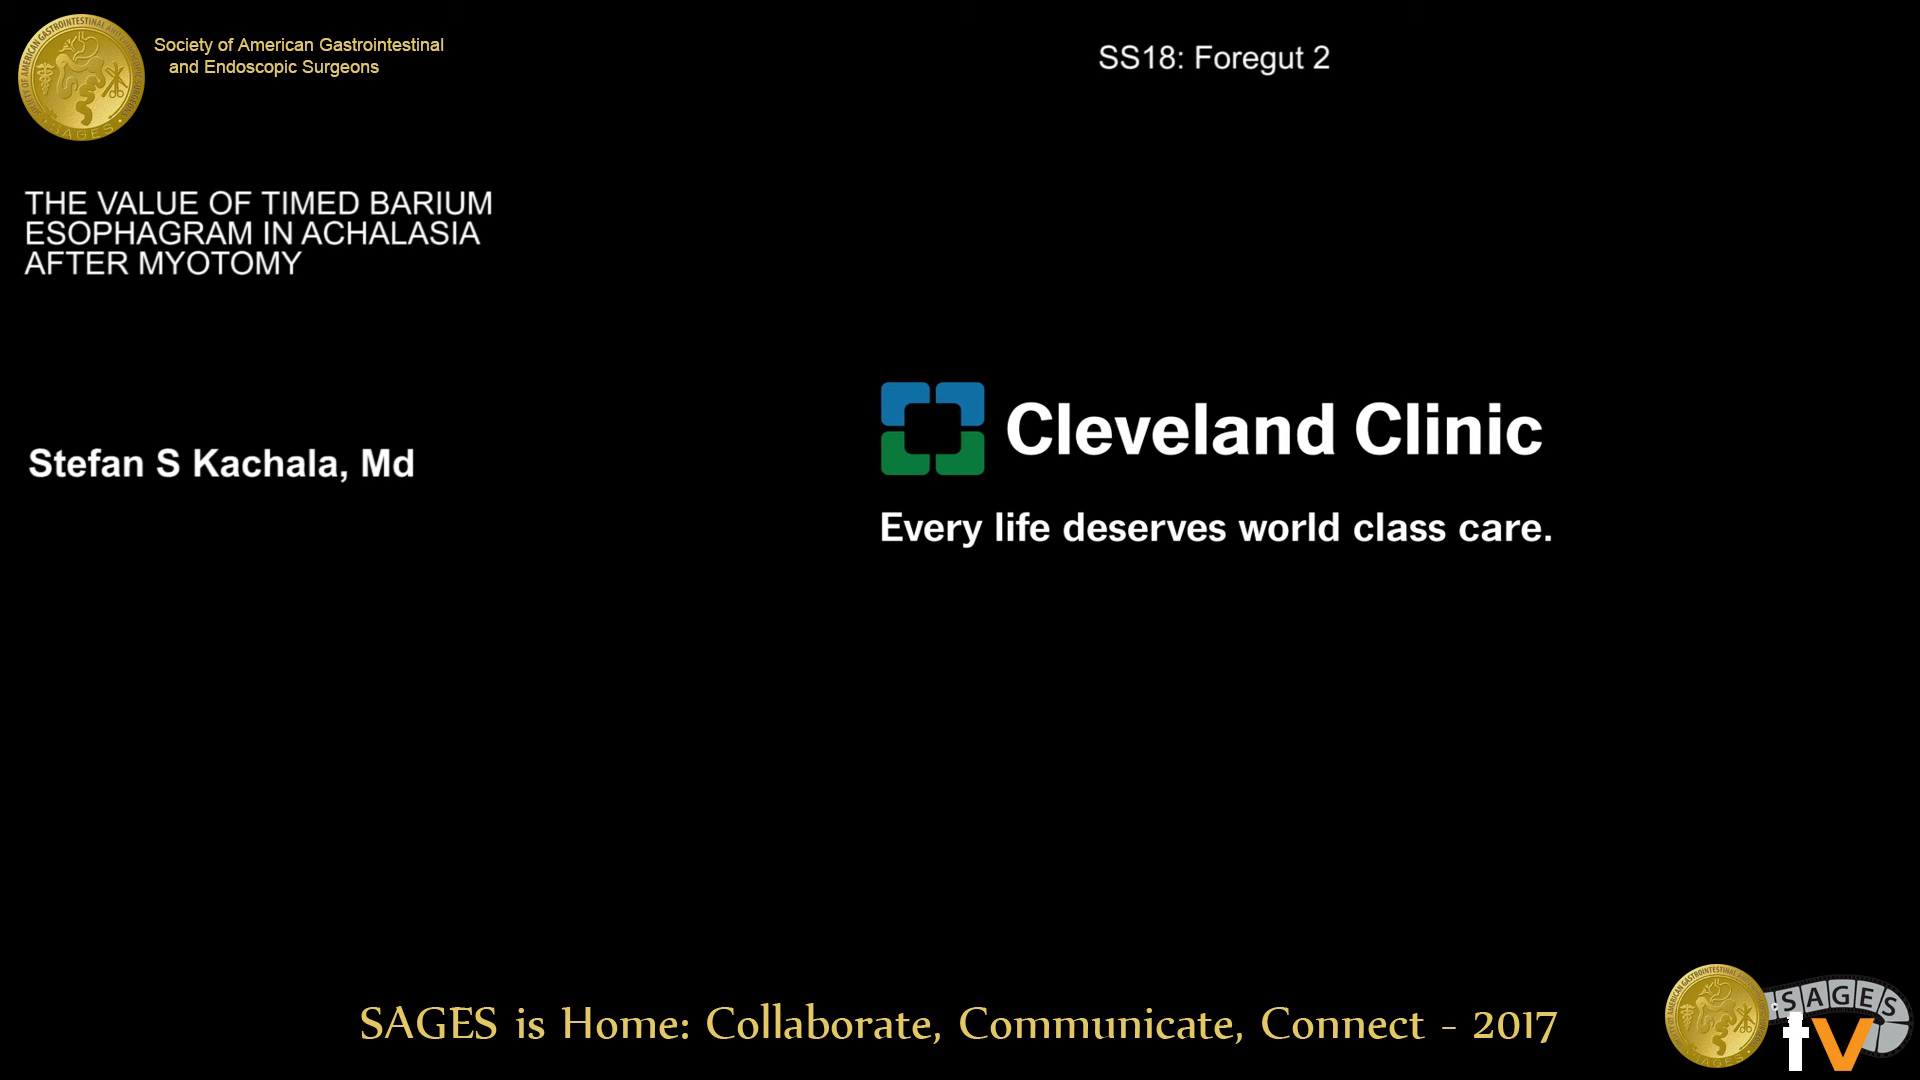 Society of American Gastrointestinal
and Endoscopic Surgeons
SS18: Foregut 2
THE VALUE OF TIMED BARIUM
ESOPHAGRAM IN ACHALASIA
AFTER MYOTOMY
Stefan S Kachala, Md
Cleveland Clinic
Every life deserves world class care.
SAGES is Home: Collaborate, Communicate, Connect - 2017
SAGES
tv
SAGES